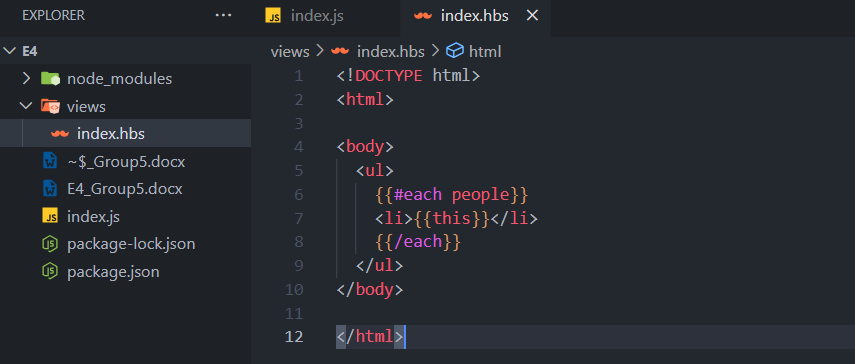 EXPLORER ···
E4
node_modules
views
index.hbs
~$_Group5.docx
E4_Group5.docx
JS index.js
package-lock.json
package.json
JS index.js
index.hbs
views > index.hbs > html
1 <!DOCTYPE html>
2 <html>
3
4 <body>
5 <ul>
6 {{#each people}}
7 <li>{{this}}</li>
8 {{/each}}
9 </ul>
10 </body>
11
12 </html>